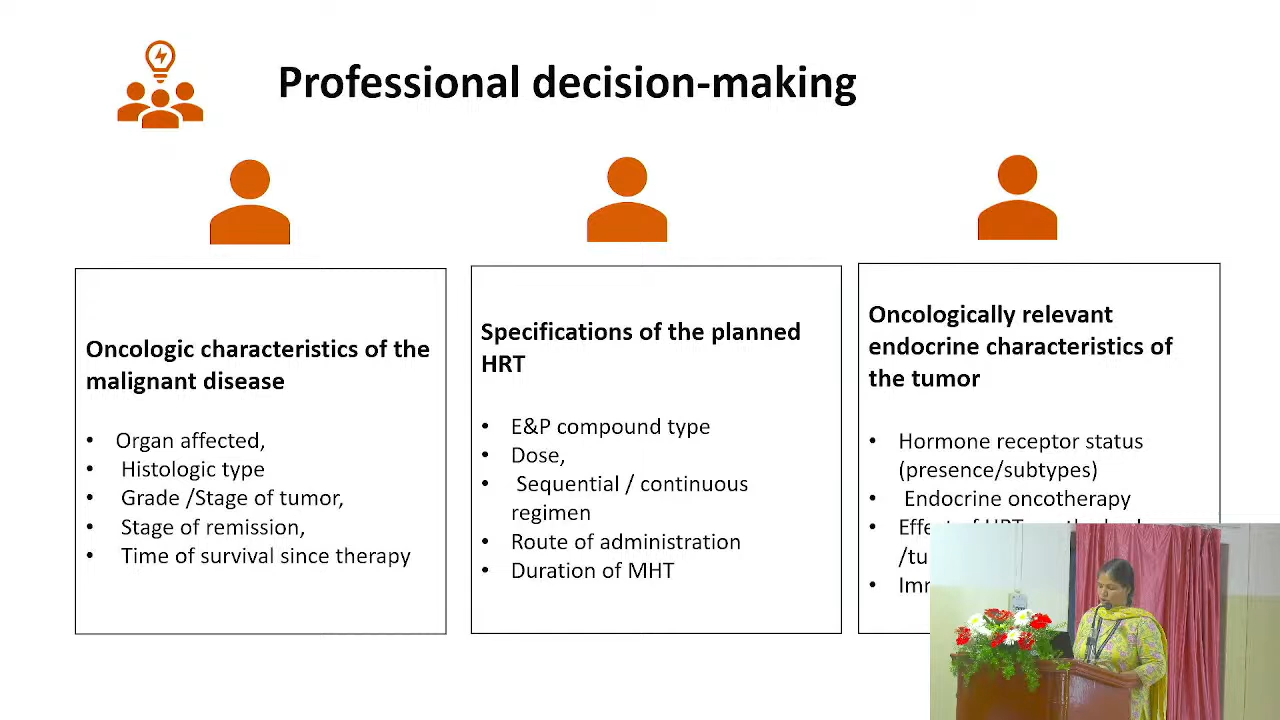 Professional decision-making
Oncologic characteristics of the
malignant disease
• Organ affected,
• Histologic type
• Grade /Stage of tumor,
• Stage of remission,
• Time of survival since therapy
Specifications of the planned
HRT
• E&P compound type
• Dose,
• Sequential / continuous
regimen
• Route of administration
• Duration of MHT
Oncologically relevant
endocrine characteristics of
the tumor
• Hormone receptor status
(presence/subtypes)
• Endocrine oncotherapy
•
•